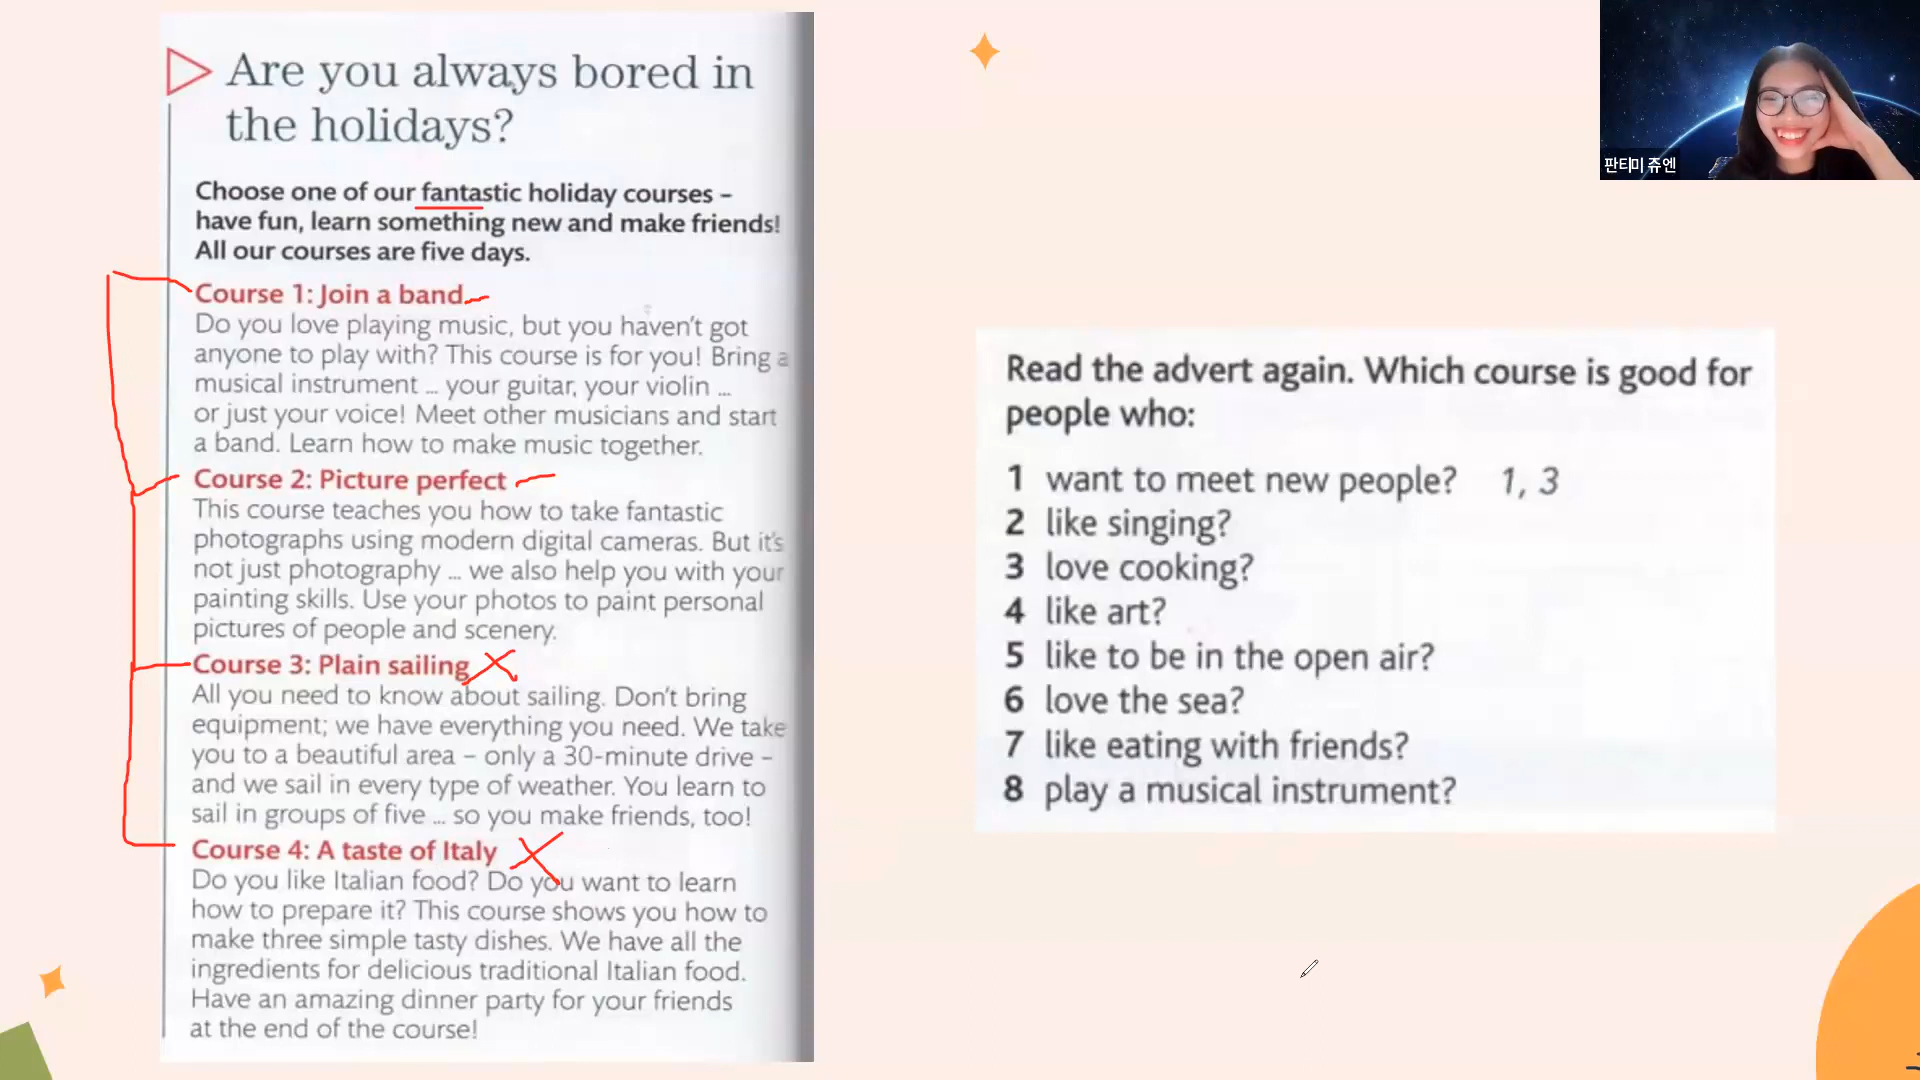 Are you always bored in
the holidays?
Choose one of our fantastic holiday courses –
have fun, learn something new and make friends!
All our courses are five days.
Course 1: Join a band
Do you love playing music, but you haven't got
anyone to play with? This course is for you! Bring a
musical instrument ... your guitar, your violin ...
or just your voice! Meet other musicians and start
a band. Learn how to make music together.
Course 2: Picture perfect
This course teaches you how to take fantastic
photographs using modern digital cameras. But it's
not just photography ... we also help you with your
painting skills. Use your photos to paint personal
pictures of people and scenery.
Course 3: Plain sailing
All you need to know about sailing. Don't bring
equipment; we have everything you need. We take
you to a beautiful area – only a 30-minute drive –
and we sail in every type of weather. You learn to
sail in groups of five ... so you make friends, too!
Course 4: A taste of Italy
Do you like Italian food? Do you want to learn
how to prepare it? This course shows you how to
make three simple tasty dishes. We have all the
ingredients for delicious traditional Italian food.
Have an amazing dinner party for your friends
at the end of the course!
Read the advert again. Which course is good for
people who:
1 want to meet new people? 1, 3
2 like singing?
3 love cooking?
4 like art?
5 like to be in the open air?
6 love the sea?
7 like eating with friends?
8 play a musical instrument?
판티미 쥬엔